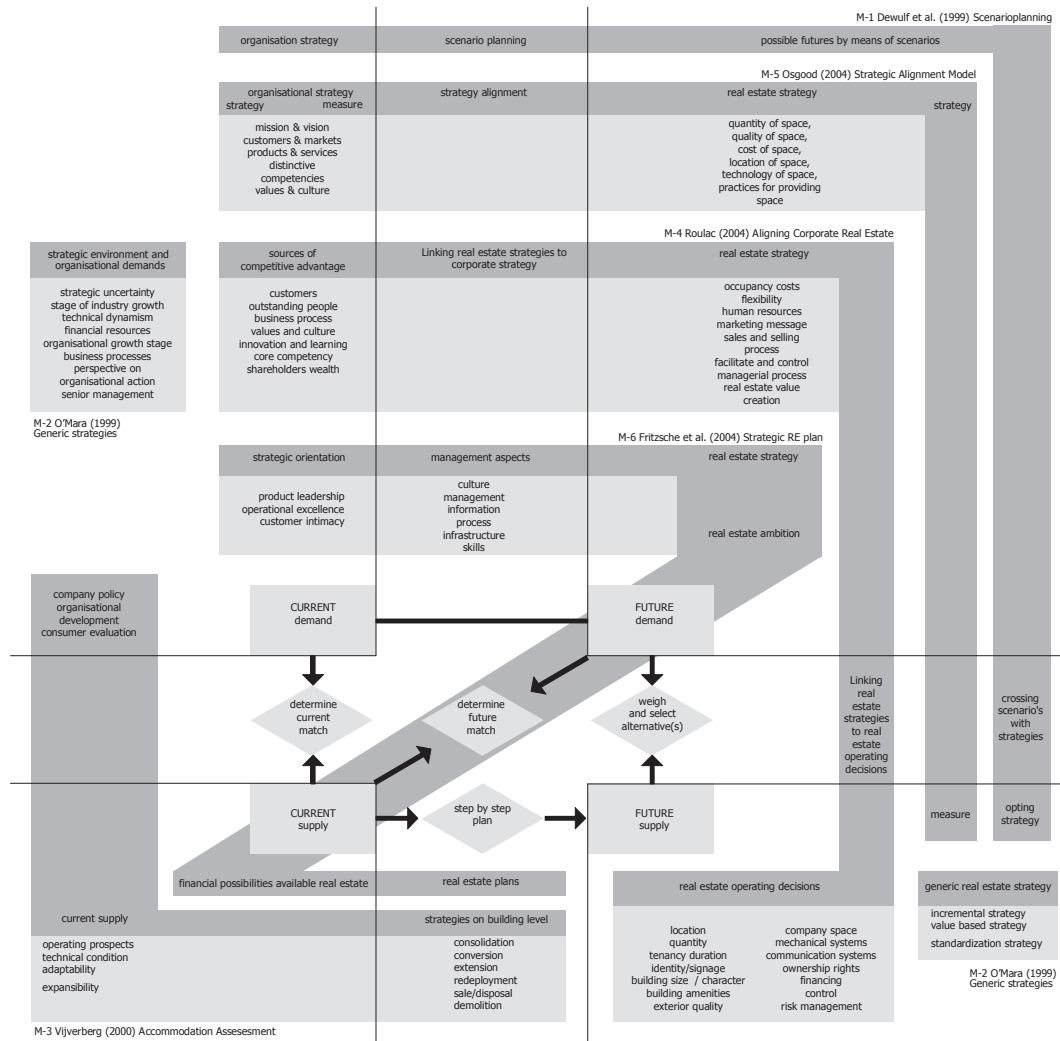 M-1 Dewulf et al. (1999) Scenarioplanning
organisation strategy
scenario planning
possible futures by means of scenarios
M-5 Osgood (2004) Strategic Alignment Model
organisational strategy
strategy
measure
strategy alignment
real estate strategy
strategy
mission & vision
customers & markets
products & services
distinctive
competencies
values & culture
quantity of space,
quality of space,
cost of space,
location of space,
technology of space,
practices for providing
space
M-4 Roulac (2004) Aligning Corporate Real Estate
strategic environment and
organisational demands
sources of
competitive advantage
Linking real estate strategies to
corporate strategy
real estate strategy
strategic uncertainty
stage of industry growth
technical dynamism
financial resources
organisational growth stage
business processes
perspective on
organisational action
senior management
customers
outstanding people
business process
values and culture
innovation and learning
core competency
shareholders wealth
occupancy costs
flexibility
human resources
marketing message
sales and selling
process
facilitate and control
managerial process
real estate value
creation
M-2 O'Mara (1999)
Generic strategies
M-6 Fritzsche et al. (2004) Strategic RE plan
strategic orientation
management aspects
real estate strategy
product leadership
operational excellence
customer intimacy
culture
management
information
process
infrastructure
skills
real estate ambition
company policy
organisational
development
consumer evaluation
CURRENT
demand
FUTURE
demand
determine
current
match
determine
future
match
weigh
and select
alternative(s)
Linking
real
estate
strategies
to real
estate
operating
decisions
crossing
scenario's
with
strategies
CURRENT
supply
step by step
plan
FUTURE
supply
measure
opting
strategy
financial possibilities available real estate
real estate plans
real estate operating decisions
generic real estate strategy
current supply
strategies on building level
operating prospects
technical condition
adaptability
expansibility
consolidation
conversion
extension
redeployment
sale/disposal
demolition
location
quantity
tenancy duration
identity/signage
building size / character
building amenities
exterior quality
company space
mechanical systems
communication systems
ownership rights
financing
control
risk management
incremental strategy
value based strategy
standardization strategy
M-2 O'Mara (1999)
Generic strategies
M-3 Vijverberg (2000) Accommodation Assesesment